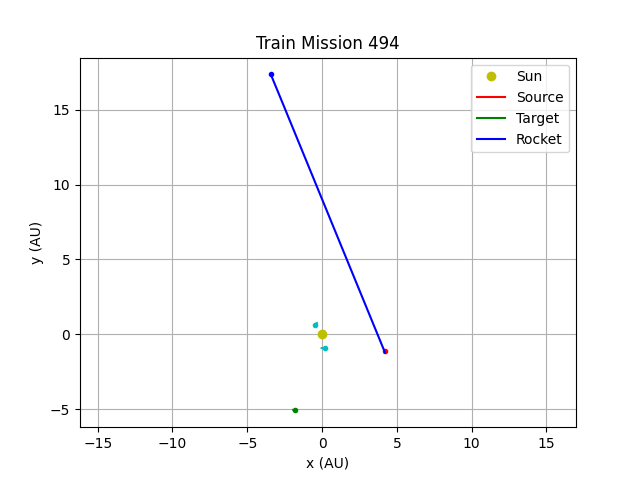 Train Mission 494
Sun
Source
Target
Rocket
15
10
5
0
−5
y (AU)
−15
−10
−5
0
5
10
15
x (AU)